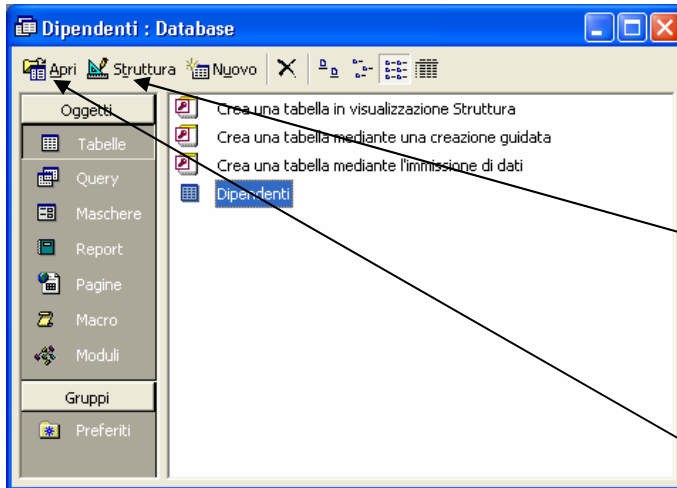 Dipendenti : Database
Apri Struttura Nuovo
Oggetti
Tabelle
Query
Maschere
Report
Pagine
Macro
Moduli
Gruppi
Preferiti
Crea una tabella in visualizzazione Struttura
Crea una tabella mediante una creazione guidata
Crea una tabella mediante l'immissione di dati
Dipendenti